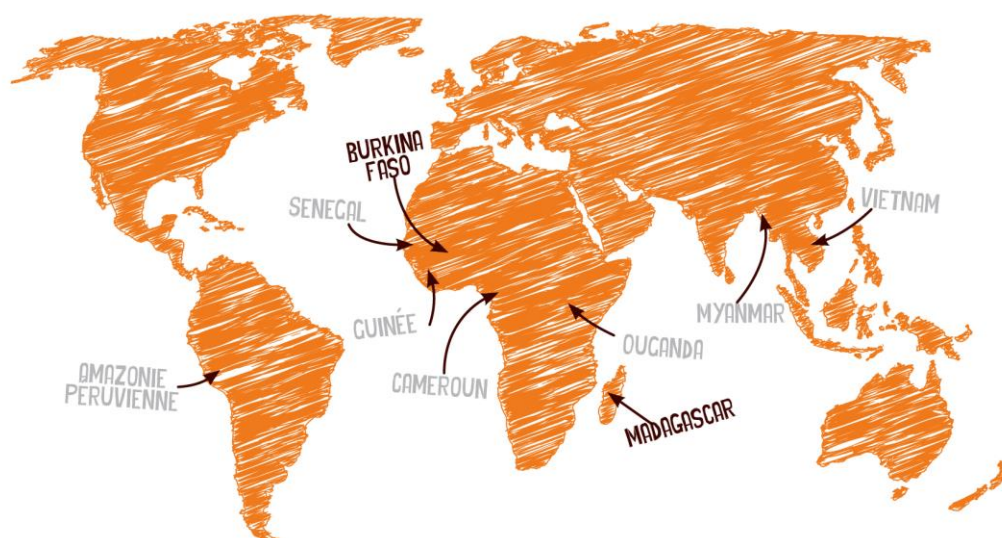 BURKINA
FASO
SENEGAL
VIETNAM
GUINÉE
MYANMAR
OUGANDA
AMAZONIE
PERUVIENNE
CAMEROUN
MADAGASCAR